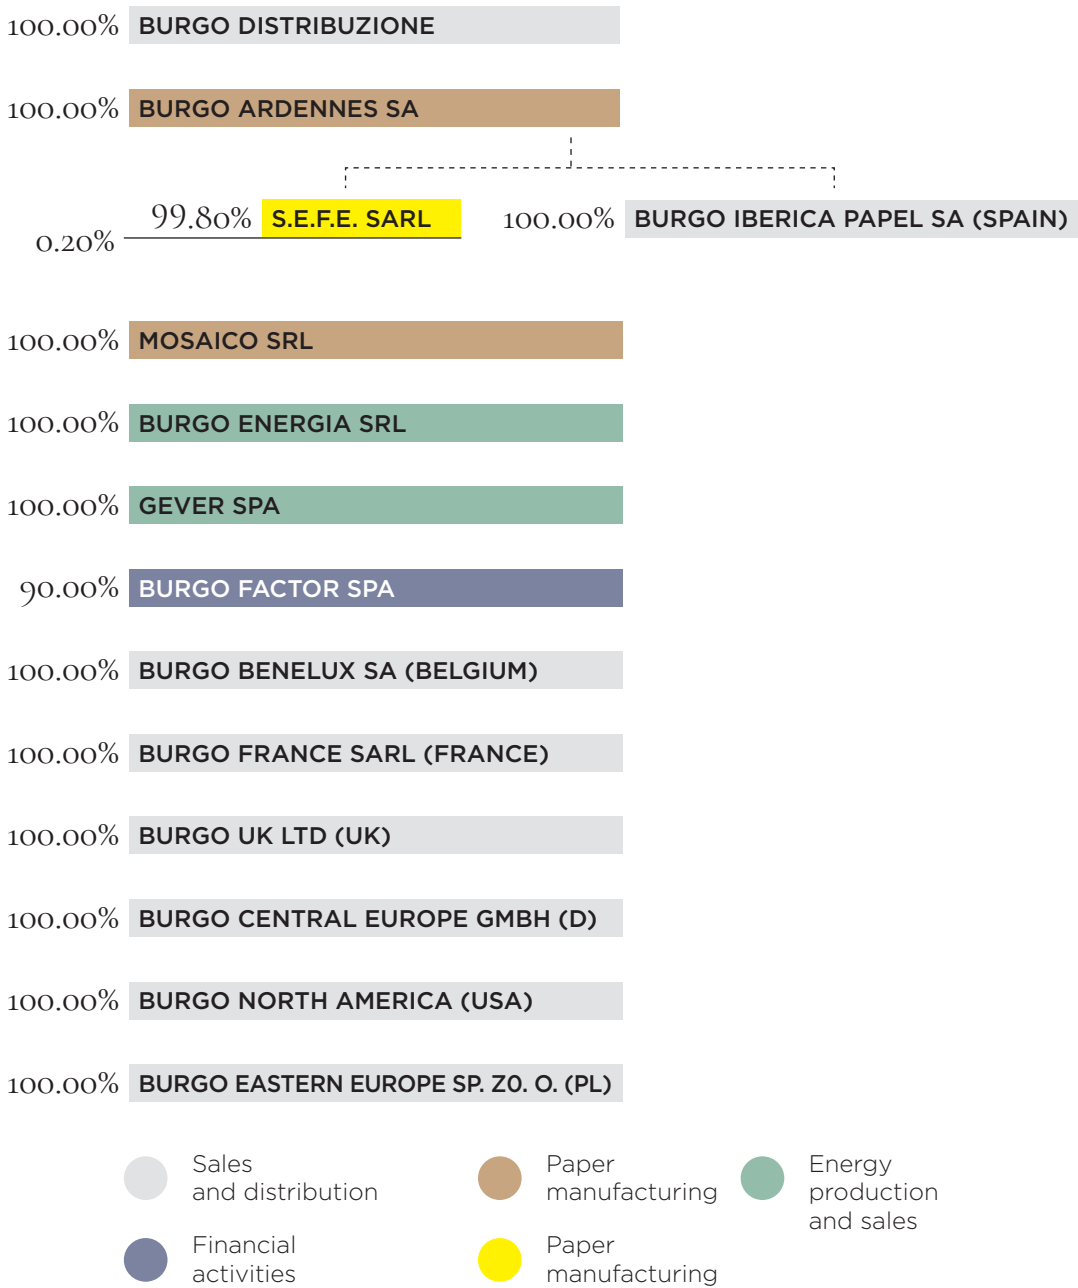 100.00% BURGO DISTRIBUZIONE
100.00% BURGO ARDENNES SA
99.80% S.E.F.E. SARL 100.00% BURGO IBERICA PAPEL SA (SPAIN)
0.20%
100.00% MOSAICO SRL
100.00% BURGO ENERGIA SRL
100.00% GEVER SPA
90.00% BURGO FACTOR SPA
100.00% BURGO BENELUX SA (BELGIUM)
100.00% BURGO FRANCE SARL (FRANCE)
100.00% BURGO UK LTD (UK)
100.00% BURGO CENTRAL EUROPE GMBH (D)
100.00% BURGO NORTH AMERICA (USA)
100.00% BURGO EASTERN EUROPE SP. ZO. O. (PL)
Sales
and distribution
Paper
manufacturing
Energy
production
and sales
Financial
activities
Paper
manufacturing